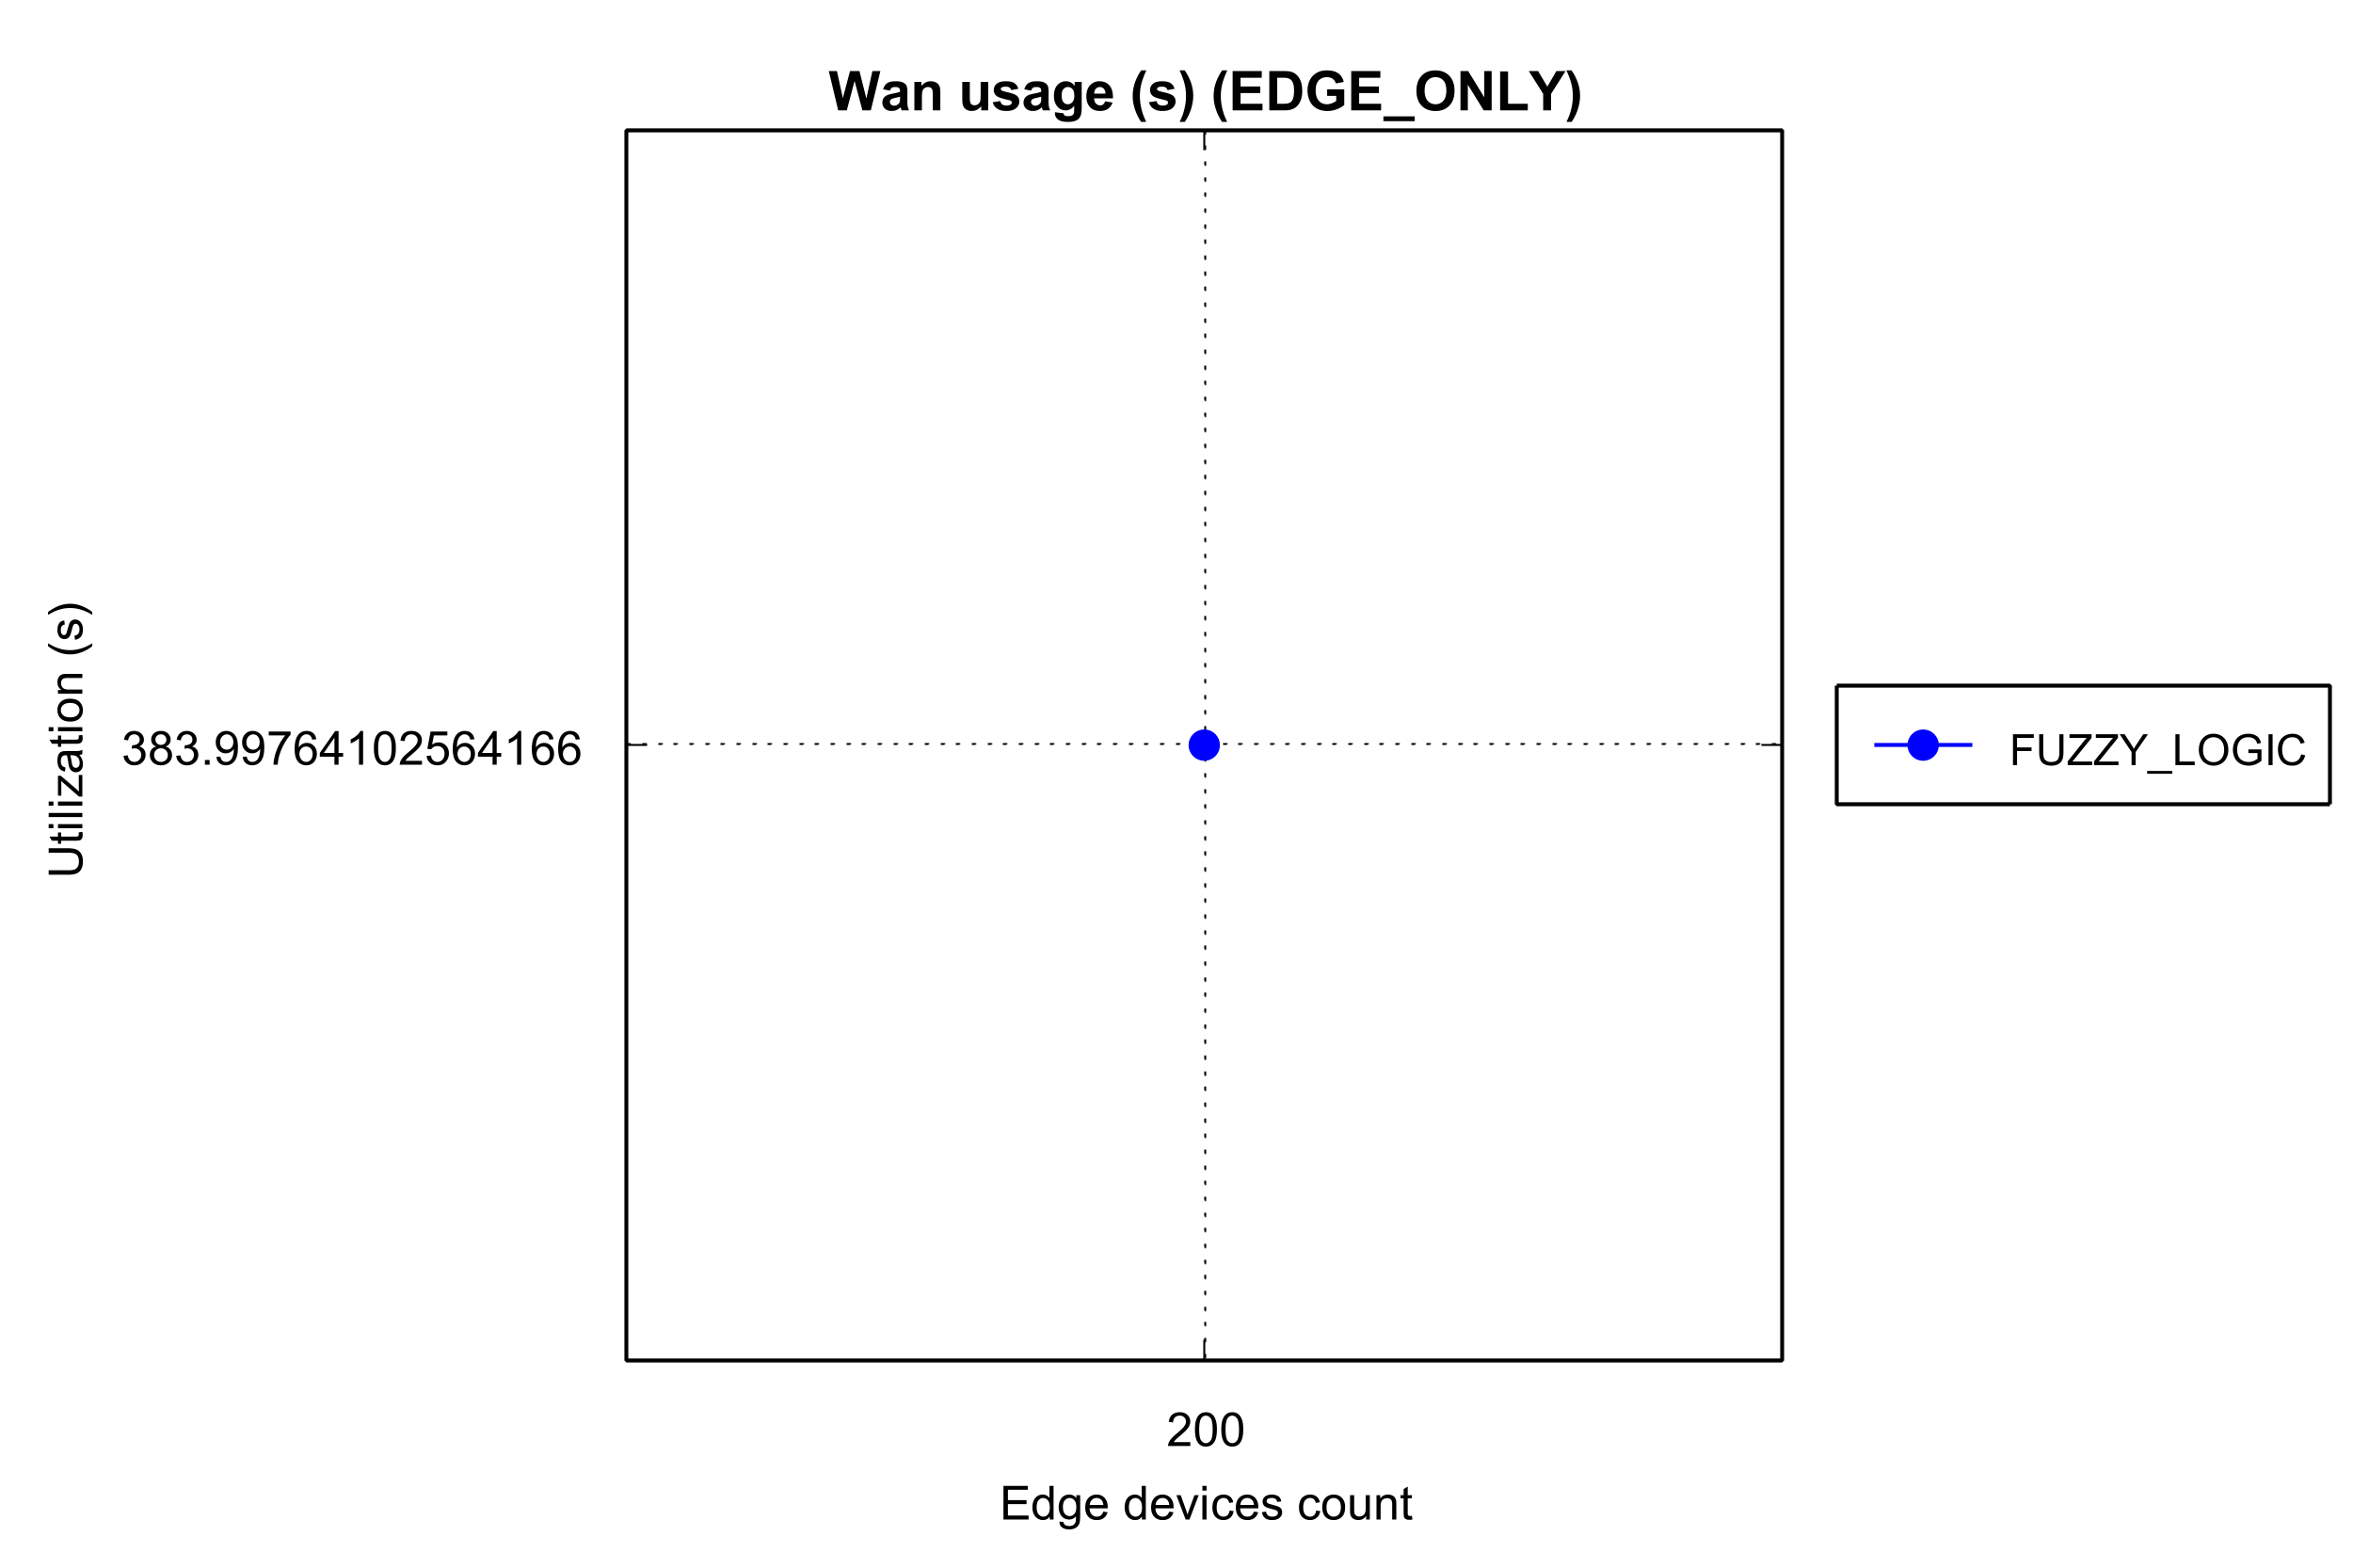 Wan usage (s) (EDGE_ONLY)
Utilization (s)
383.99764102564166
FUZZY_LOGIC
200
Edge devices count